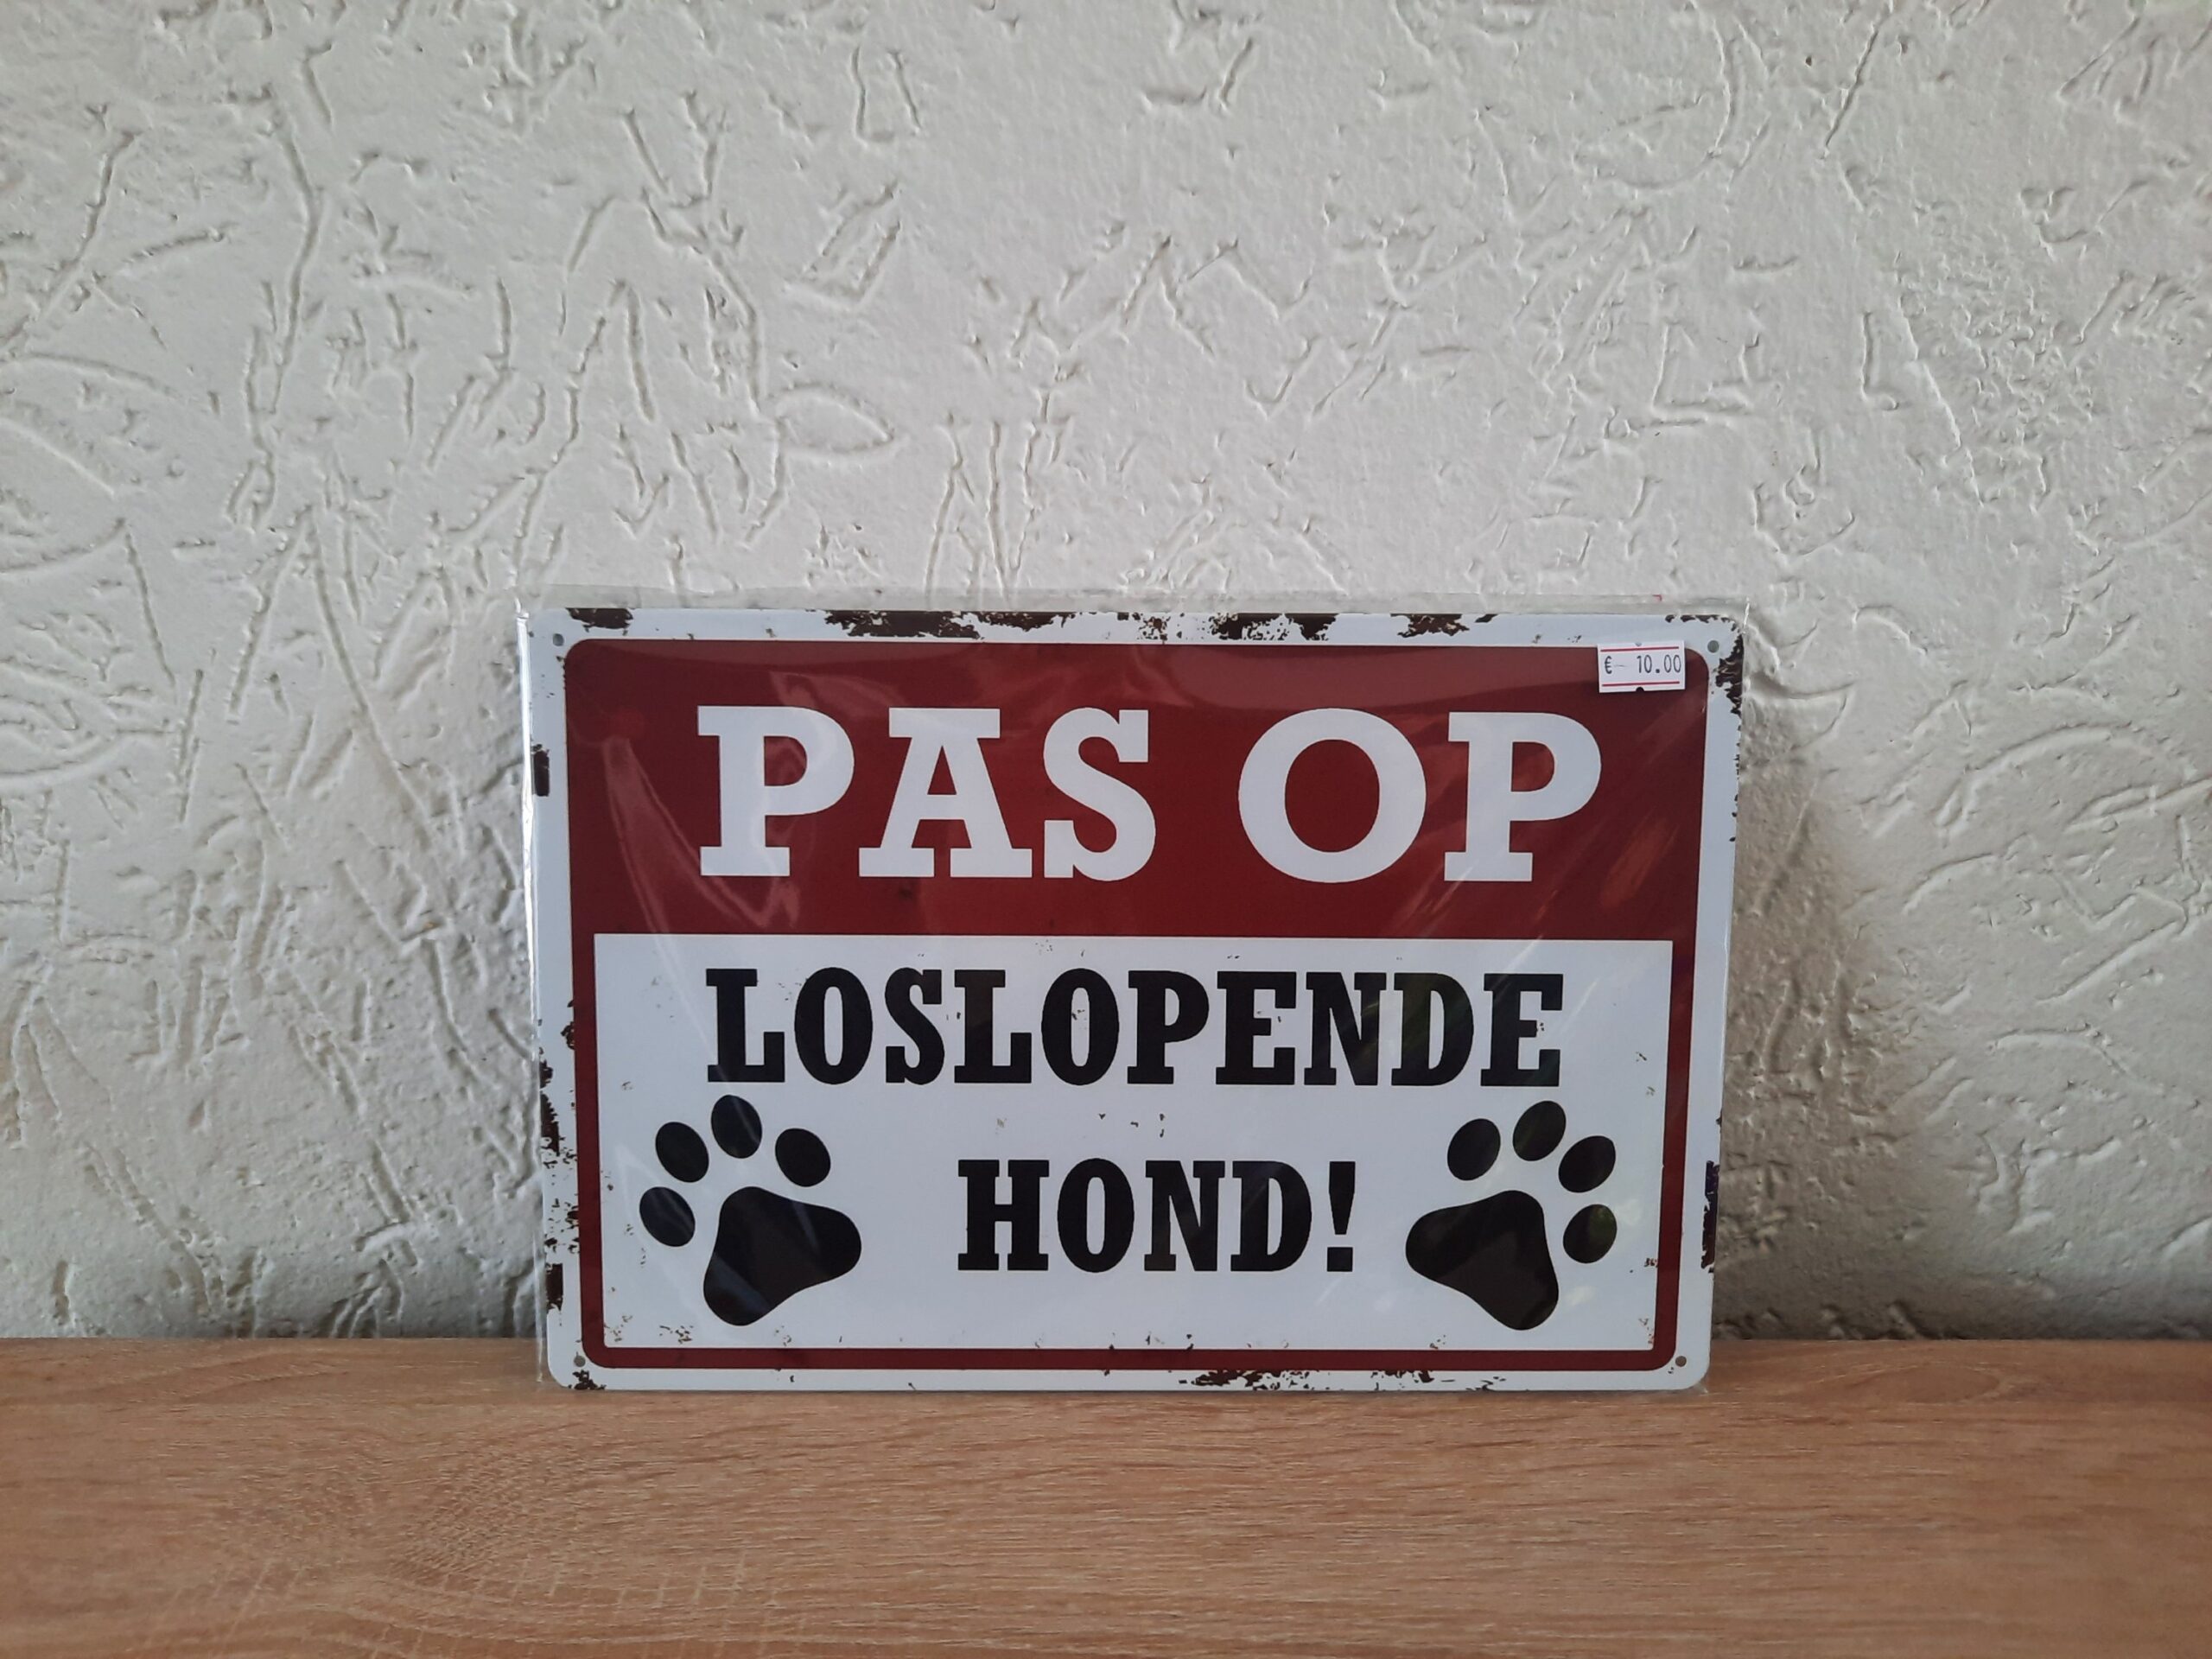 € 10.00
PAS OP
LOSLOPENDE
HOND!